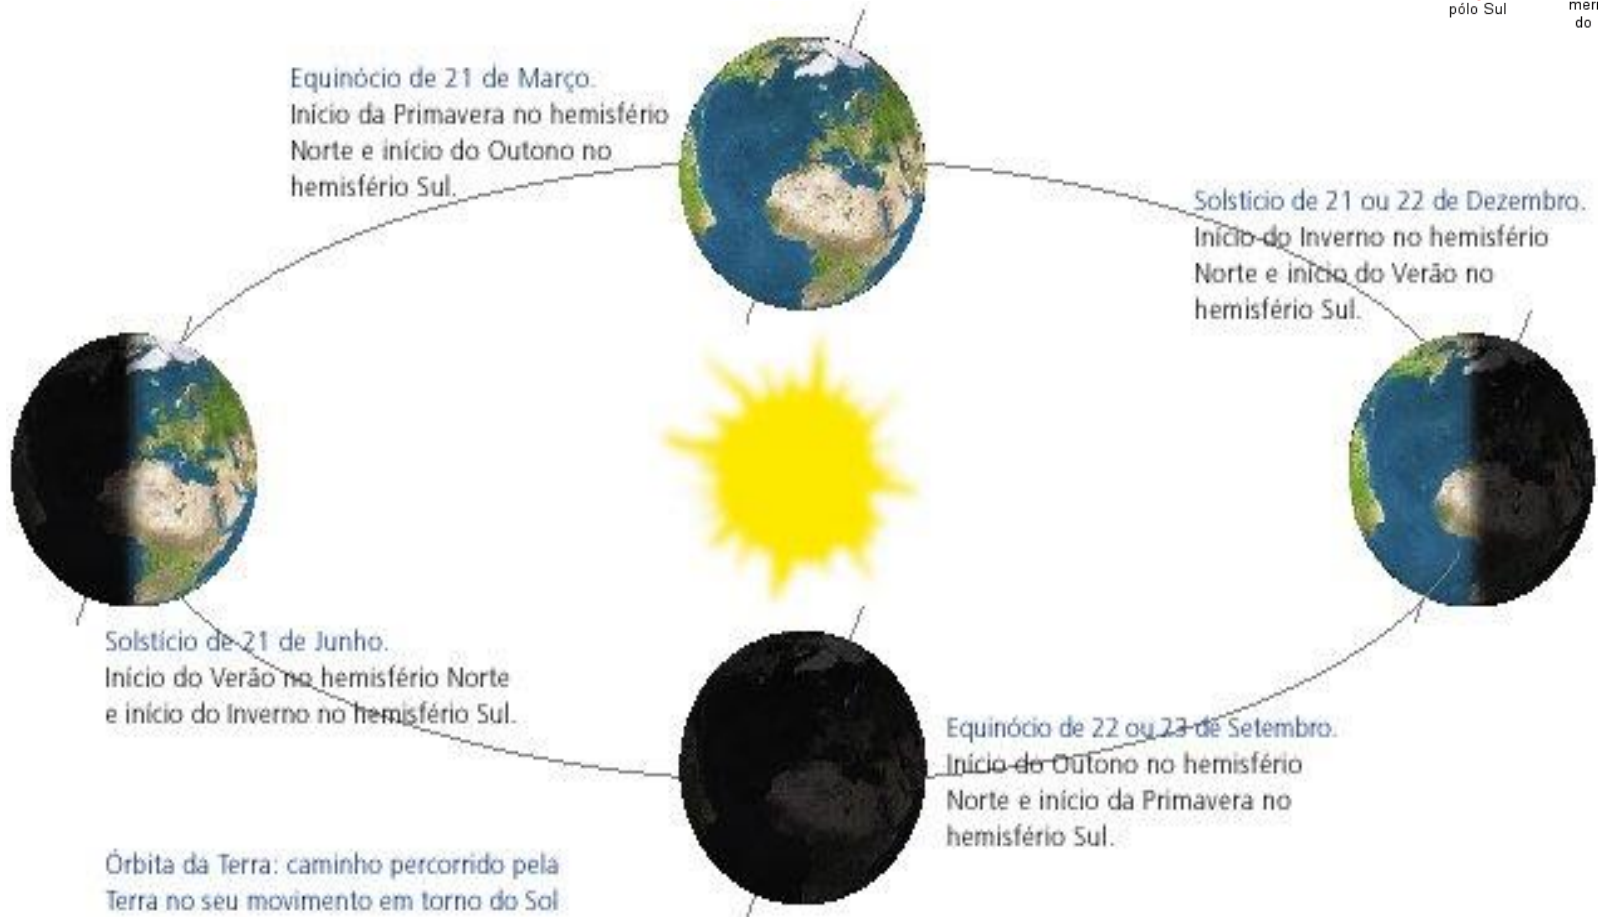 pólo Sul
do
Equinócio de 21 de Março.
Início da Primavera no hemisfério
Norte e início do Outono no
hemisfério Sul.
Solstício de 21 ou 22 de Dezembro.
Início do Inverno no hemisfério
Norte e início do Verão no
hemisfério Sul.
Solstício de 21 de Junho.
Início do Verão no hemisfério Norte
e início do Inverno no hemisfério Sul.
Equinócio de 22 ou 23 de Setembro.
Início do Outono no hemisfério
Norte e início da Primavera no
hemisfério Sul.
Órbita da Terra: caminho percorrido pela
Terra no seu movimento em torno do Sol